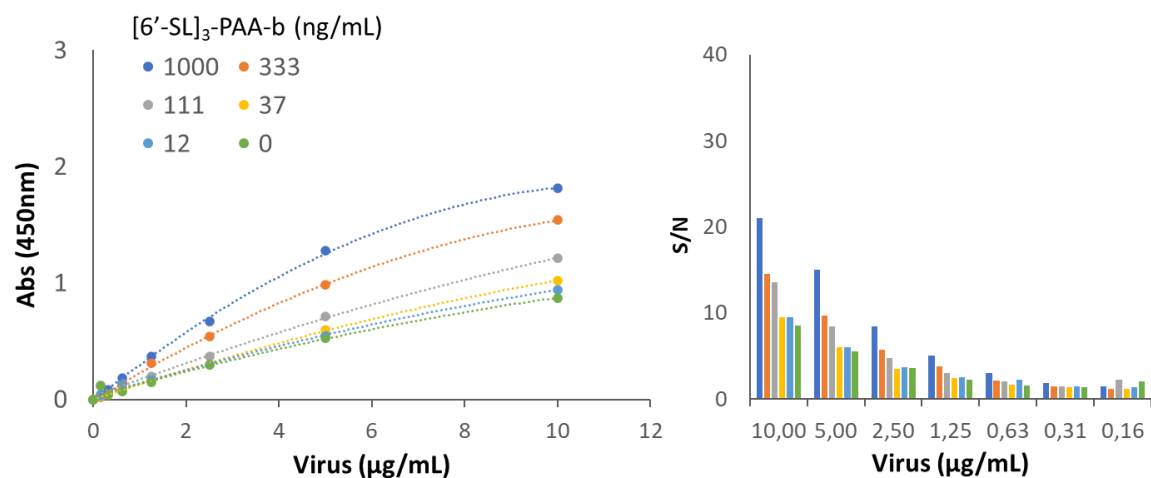 [6’-SL]₃-PAA-b (ng/mL)
1000 333
111 37
12 0
3
2
1
0
Abs (450nm)
0 2 4 6 8 10 12
Virus (µg/mL)
40
30
20
10
0
S/N
10,00 5,00 2,50 1,25 0,63 0,31 0,16
Virus (µg/mL)